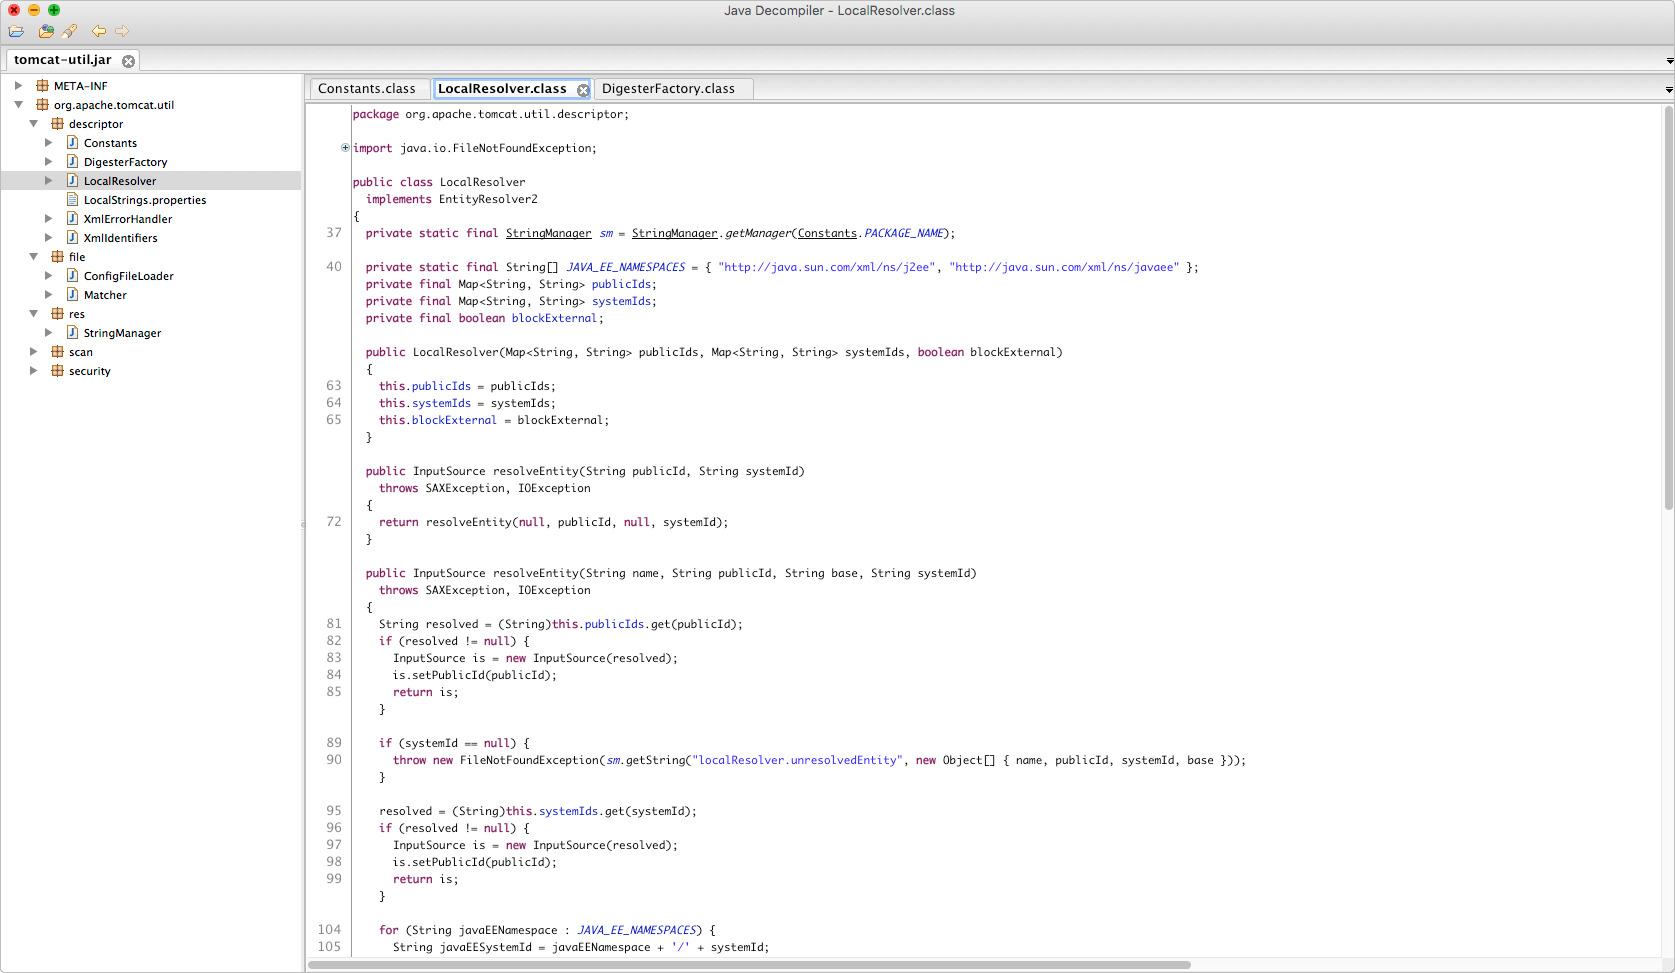 Java Decompiler - LocalResolver.class
tomcat-util.jar
META-INF
org.apache.tomcat.util
descriptor
Constants
DigesterFactory
LocalResolver
LocalStrings.properties
XmlErrorHandler
XmlIdentifiers
file
ConfigFileLoader
Matcher
res
StringManager
scan
security
Constants.class LocalResolver.class DigesterFactory.class
package org.apache.tomcat.util.descriptor;
import java.io.FileNotFoundException;
public class LocalResolver
implements EntityResolver2
{
37 private static final StringManager sm = StringManager.getManager(Constants.PACKAGE_NAME);
40 private static final String[] JAVA_EE_NAMESPACES = { "http://java.sun.com/xml/ns/j2ee", "http://java.sun.com/xml/ns/javaee" };
private final Map<String, String> publicIds;
private final Map<String, String> systemIds;
private final boolean blockExternal;
public LocalResolver(Map<String, String> publicIds, Map<String, String> systemIds, boolean blockExternal)
{
63 this.publicIds = publicIds;
64 this.systemIds = systemIds;
65 this.blockExternal = blockExternal;
}
public InputSource resolveEntity(String publicId, String systemId)
throws SAXException, IOException
{
72 return resolveEntity(null, publicId, null, systemId);
}
public InputSource resolveEntity(String name, String publicId, String base, String systemId)
throws SAXException, IOException
{
81 String resolved = (String)this.publicIds.get(publicId);
82 if (resolved != null) {
83 InputSource is = new InputSource(resolved);
84 is.setPublicId(publicId);
85 return is;
}
89 if (systemId == null) {
90 throw new FileNotFoundException(sm.getString("localResolver.unresolvedEntity", new Object[] { name, publicId, systemId, base }));
}
95 resolved = (String)this.systemIds.get(systemId);
96 if (resolved != null) {
97 InputSource is = new InputSource(resolved);
98 is.setPublicId(publicId);
99 return is;
}
104 for (String javaEENamespace : JAVA_EE_NAMESPACES) {
105 String javaEESystemId = javaEENamespace + '/' + systemId;